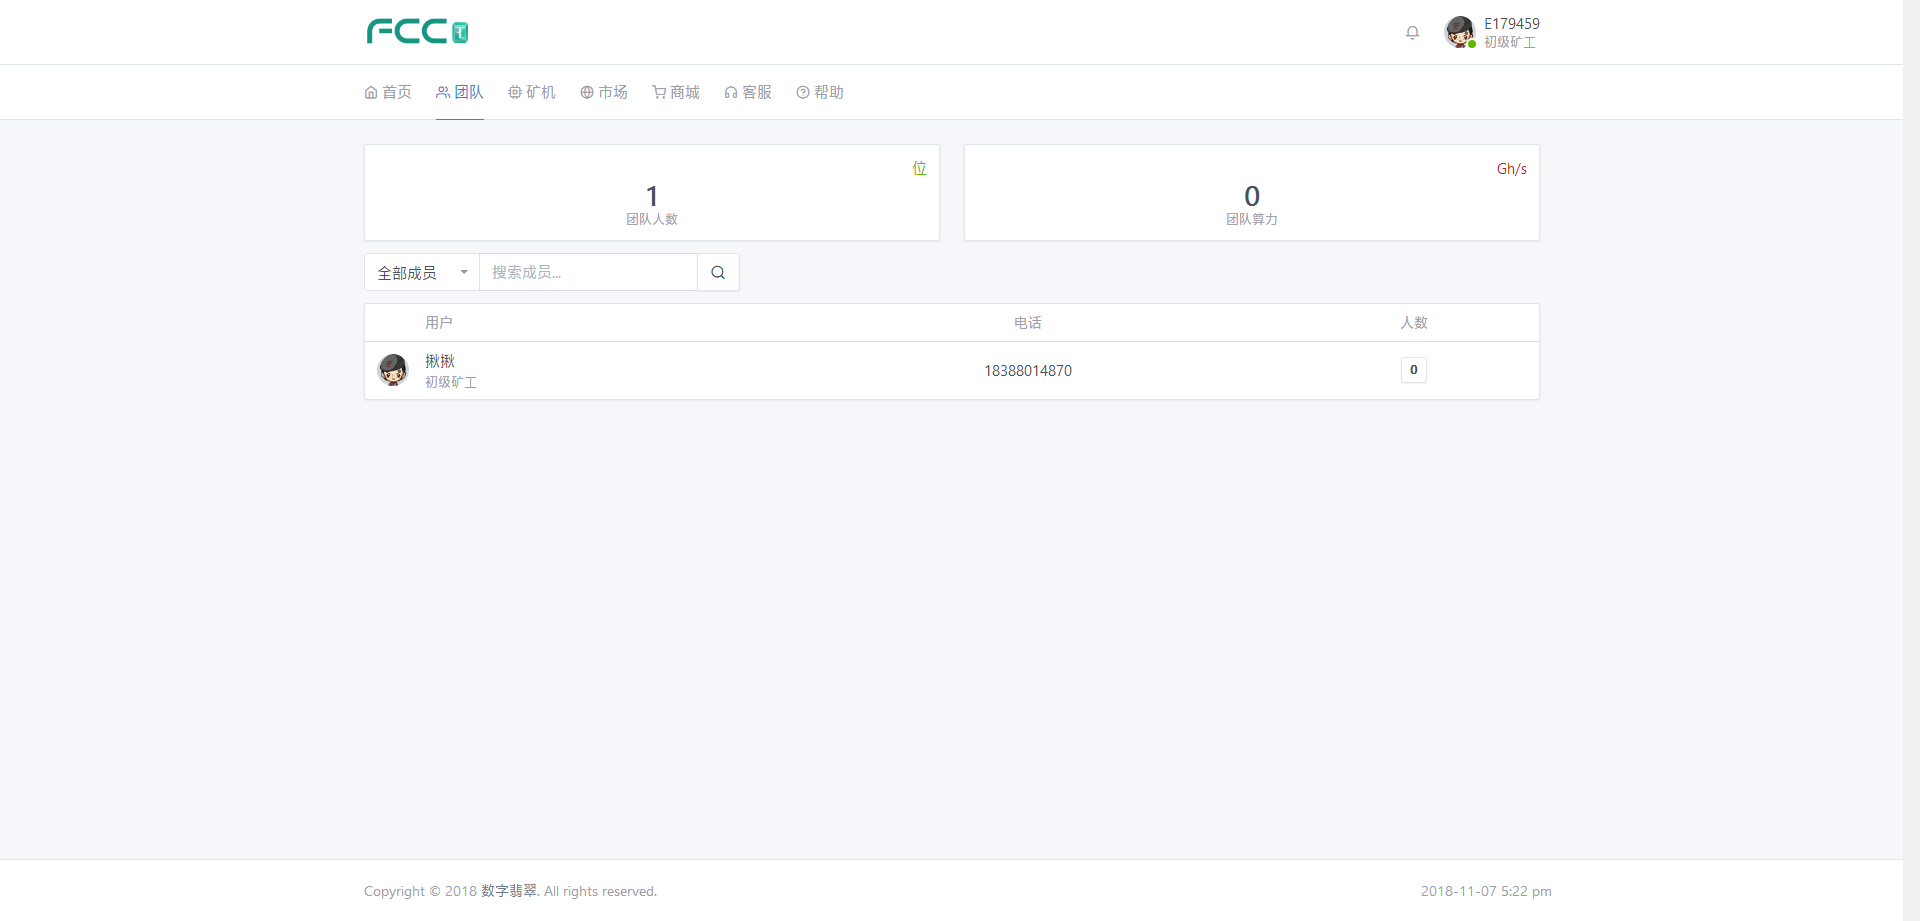 FCC
E179459
初级矿工
首页 团队 矿机 市场 商城 客服 帮助
位
1
团队人数
Gh/s
0
团队算力
全部成员 搜索成员...
用户 电话 人数
揪揪
初级矿工
18388014870
0
Copyright © 2018 数字翡翠. All rights reserved.
2018-11-07 5:22 pm